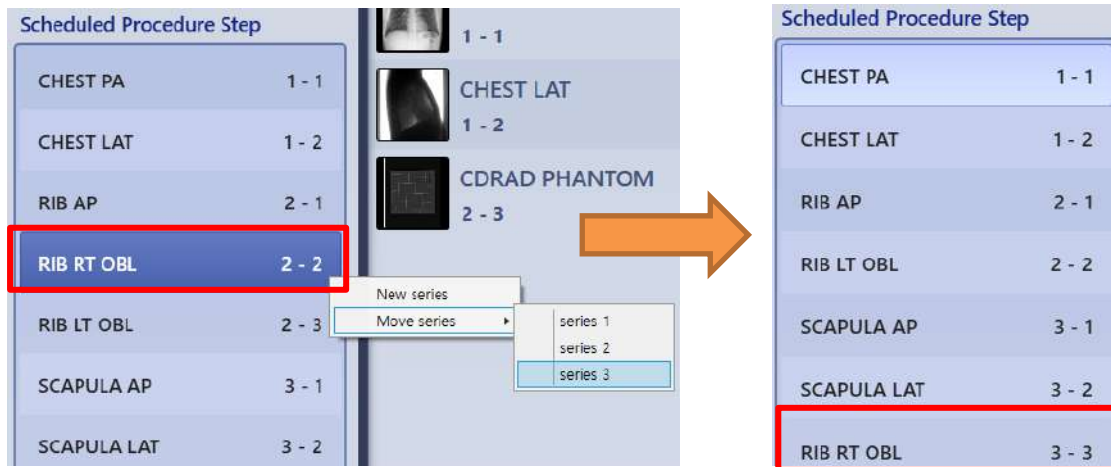 Scheduled Procedure Step
CHEST PA 1 - 1
CHEST LAT 1 - 2
RIB AP 2 - 1
RIB RT OBL 2 - 2
RIB LT OBL 2 - 3
SCAPULA AP 3 - 1
SCAPULA LAT 3 - 2
1 - 1
CHEST LAT
1 - 2
CDRAD PHANTOM
2 - 3
New series
Move series
series 1
series 2
series 3
Scheduled Procedure Step
CHEST PA 1 - 1
CHEST LAT 1 - 2
RIB AP 2 - 1
RIB LT OBL 2 - 2
SCAPULA AP 3 - 1
SCAPULA LAT 3 - 2
RIB RT OBL 3 - 3